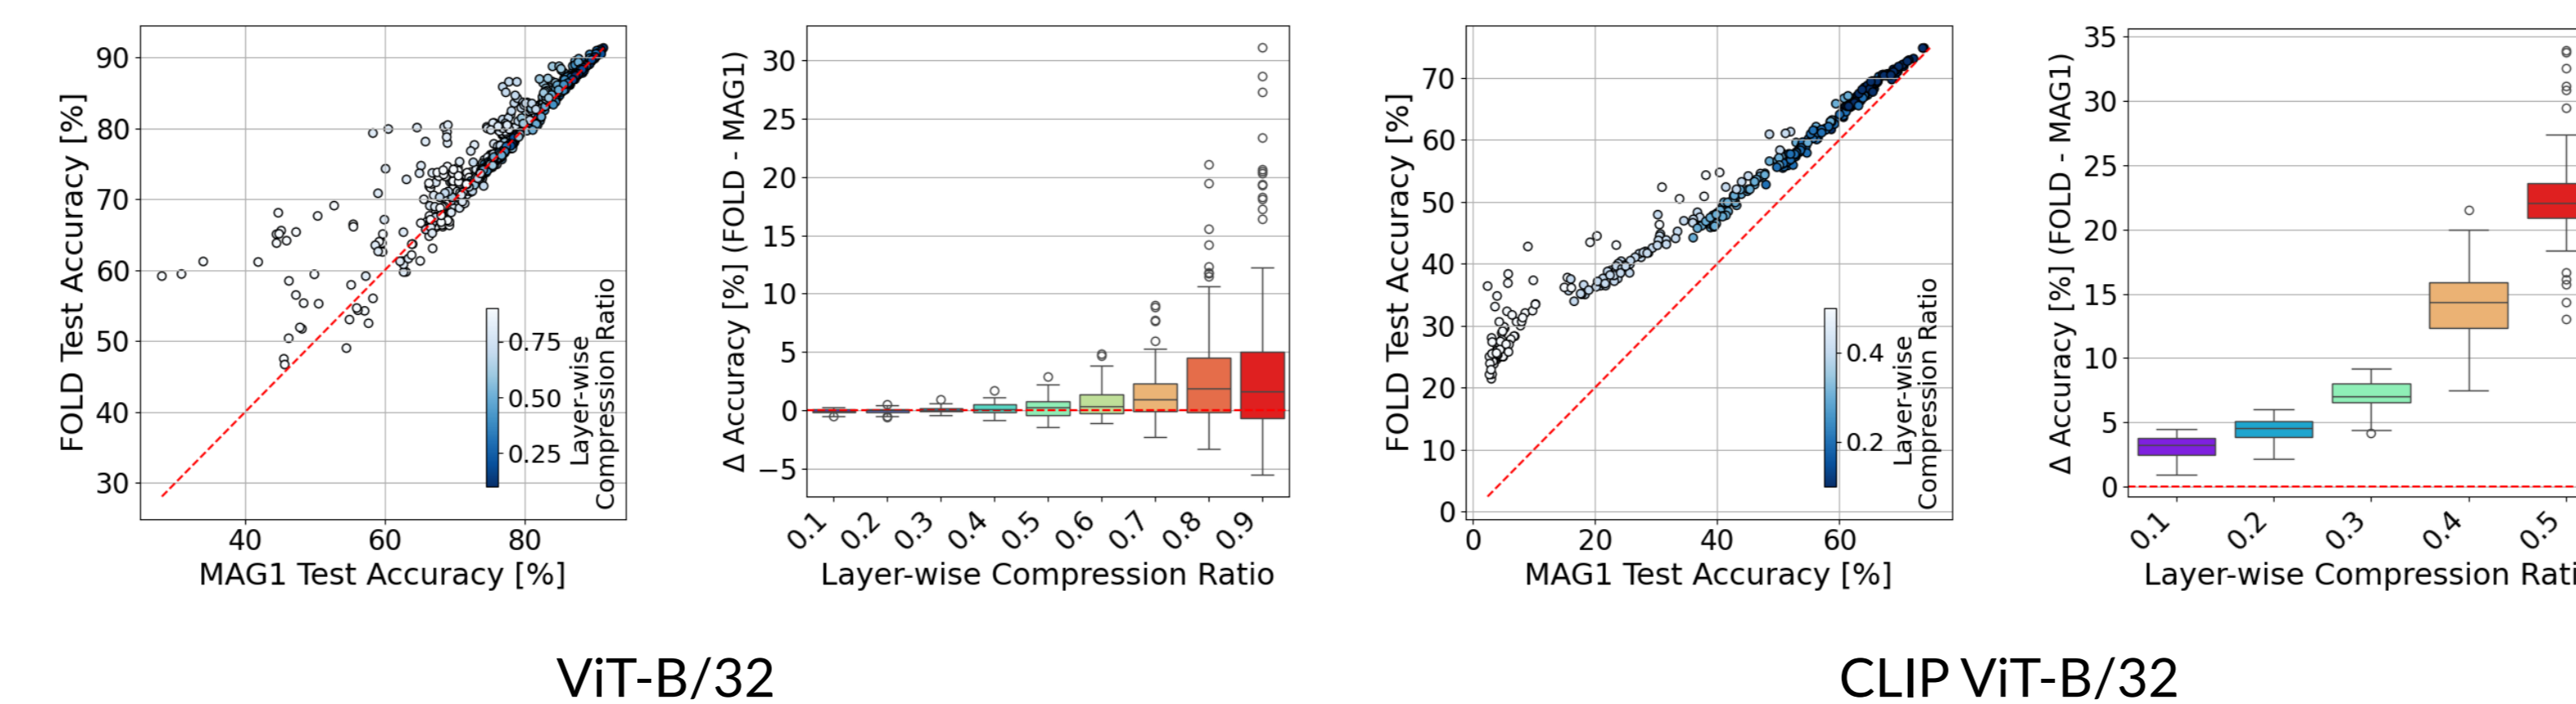 90
80
70
60
50
40
30
FOLD Test Accuracy [%]
40 60 80
MAG1 Test Accuracy [%]
0.75
0.50
0.25
Layer-wise
Compression Ratio
30
25
20
15
10
5
0
−5
Δ Accuracy [%] (FOLD - MAG1)
0.1 0.2 0.3 0.4 0.5 0.6 0.7 0.8 0.9
Layer-wise Compression Ratio
70
60
50
40
30
20
10
0
FOLD Test Accuracy [%]
0 20 40 60
MAG1 Test Accuracy [%]
0.4
0.2
Layer-wise
Compression Ratio
35
30
25
20
15
10
5
0
Δ Accuracy [%] (FOLD - MAG1)
0.1 0.2 0.3 0.4 0.5
Layer-wise Compression Rati
ViT-B/32
CLIP ViT-B/32